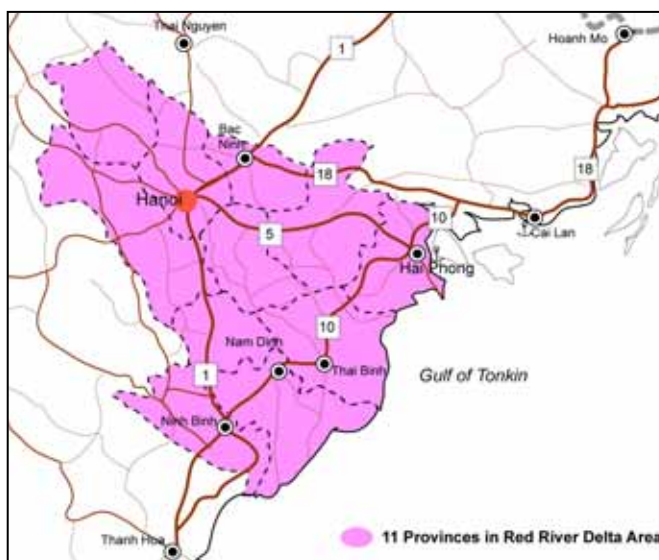 Thai Nguyen
1
Hoanh Mo
Bac
Ninh
18
18
Hanoi
10
5
Cai Lan
Hai Phong
10
Nam Dinh
1
Thai Binh
Gulf of Tonkin
Ninh Binh
Thanh Hoa
11 Provinces in Red River Delta Area